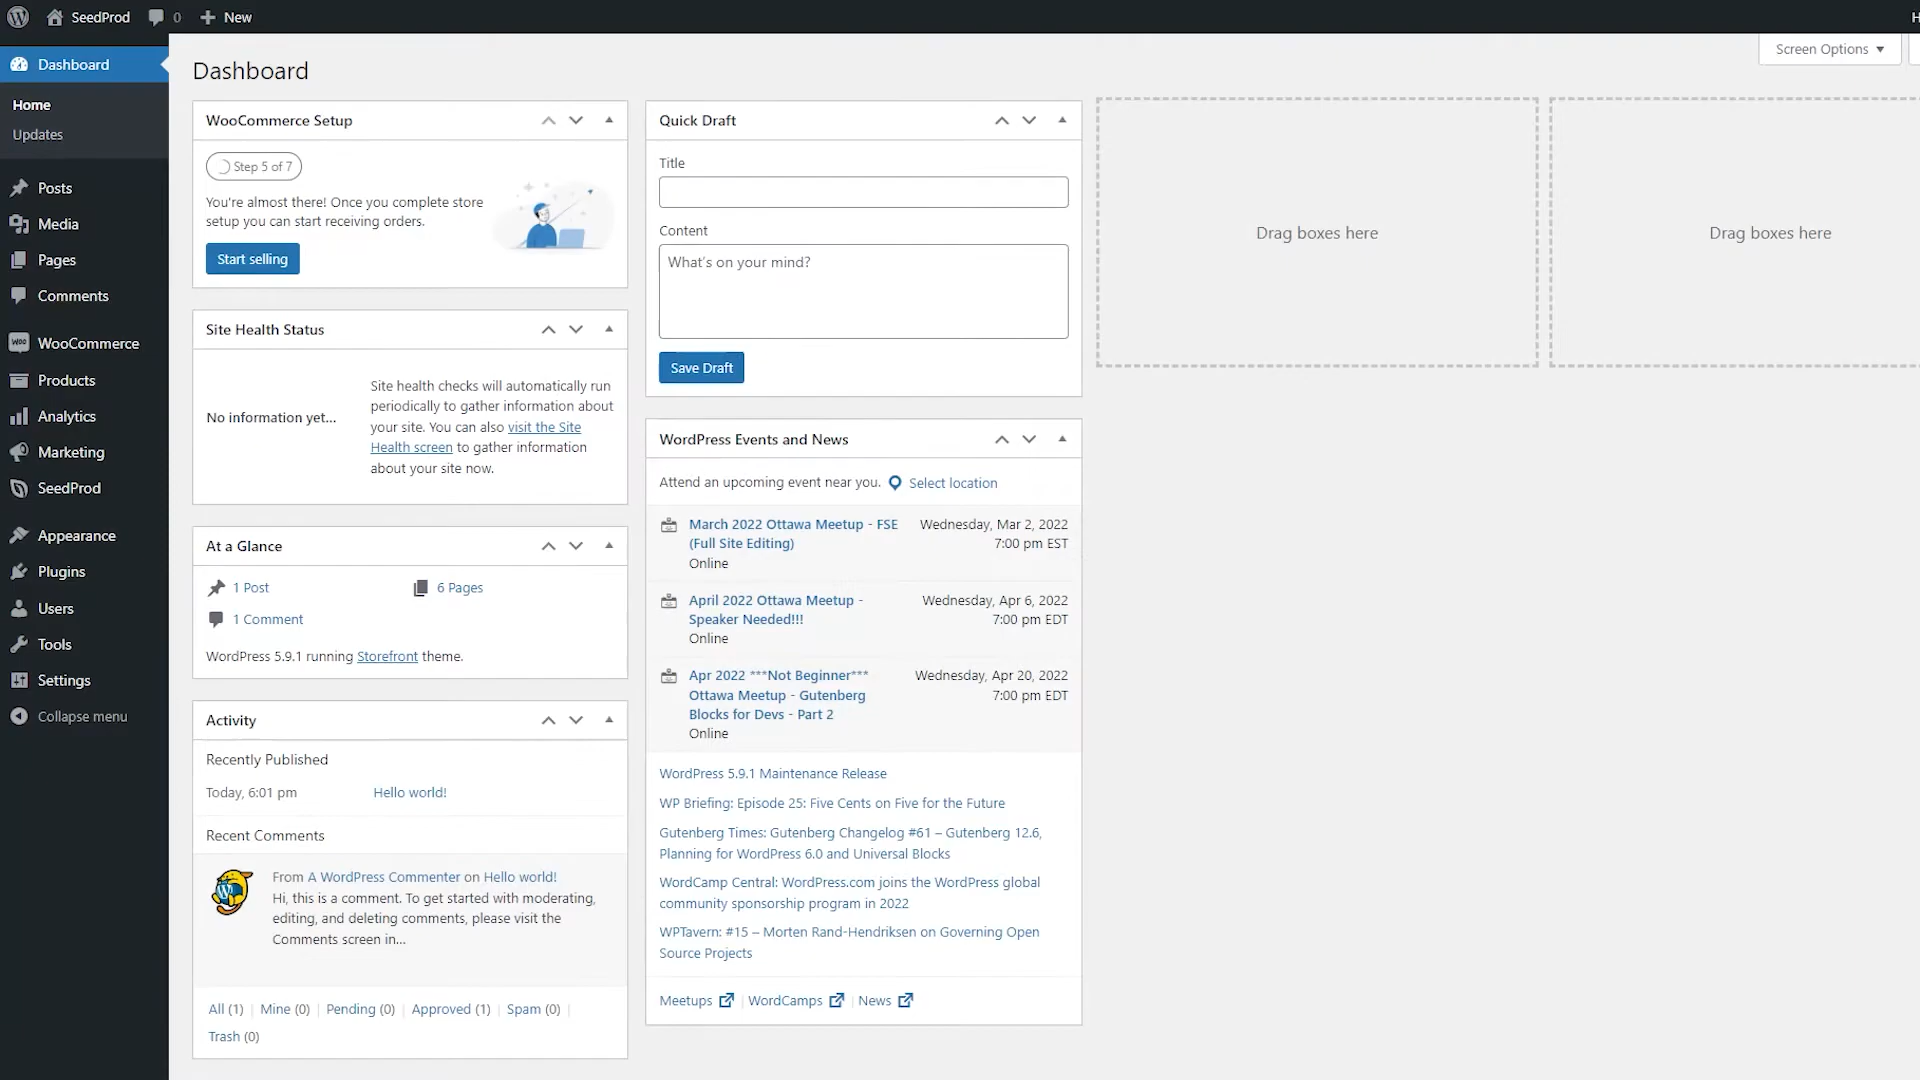 SeedProd
0
New
H
Dashboard
Home
Updates
Posts
Media
Pages
Comments
WooCommerce
Products
Analytics
Marketing
SeedProd
Appearance
Plugins
Users
Tools
Settings
Collapse menu
Screen Options
Dashboard
WooCommerce Setup
Step 5 of 7
You're almost there! Once you complete store
setup you can start receiving orders.
Start selling
Site Health Status
No information yet...
Site health checks will automatically run
periodically to gather information about
your site. You can also visit the Site
Health screen to gather information
about your site now.
At a Glance
1 Post
6 Pages
1 Comment
WordPress 5.9.1 running Storefront theme.
Activity
Recently Published
Today, 6:01 pm
Hello world!
Recent Comments
From A WordPress Commenter on Hello world!
Hi, this is a comment. To get started with moderating,
editing, and deleting comments, please visit the
Comments screen in...
All (1) | Mine (0) | Pending (0) | Approved (1) | Spam (0) |
Trash (0)
Quick Draft
Title
Content
What's on your mind?
Save Draft
WordPress Events and News
Attend an upcoming event near you. Select location
March 2022 Ottawa Meetup - FSE
(Full Site Editing)
Online
Wednesday, Mar 2, 2022
7:00 pm EST
April 2022 Ottawa Meetup -
Speaker Needed!!!
Online
Wednesday, Apr 6, 2022
7:00 pm EDT
Apr 2022 ***Not Beginner***
Ottawa Meetup - Gutenberg
Blocks for Devs - Part 2
Online
Wednesday, Apr 20, 2022
7:00 pm EDT
WordPress 5.9.1 Maintenance Release
WP Briefing: Episode 25: Five Cents on Five for the Future
Gutenberg Times: Gutenberg Changelog #61 – Gutenberg 12.6,
Planning for WordPress 6.0 and Universal Blocks
WordCamp Central: WordPress.com joins the WordPress global
community sponsorship program in 2022
WPTavern: #15 – Morten Rand-Hendriksen on Governing Open
Source Projects
Meetups | WordCamps | News
Drag boxes here
Drag boxes here